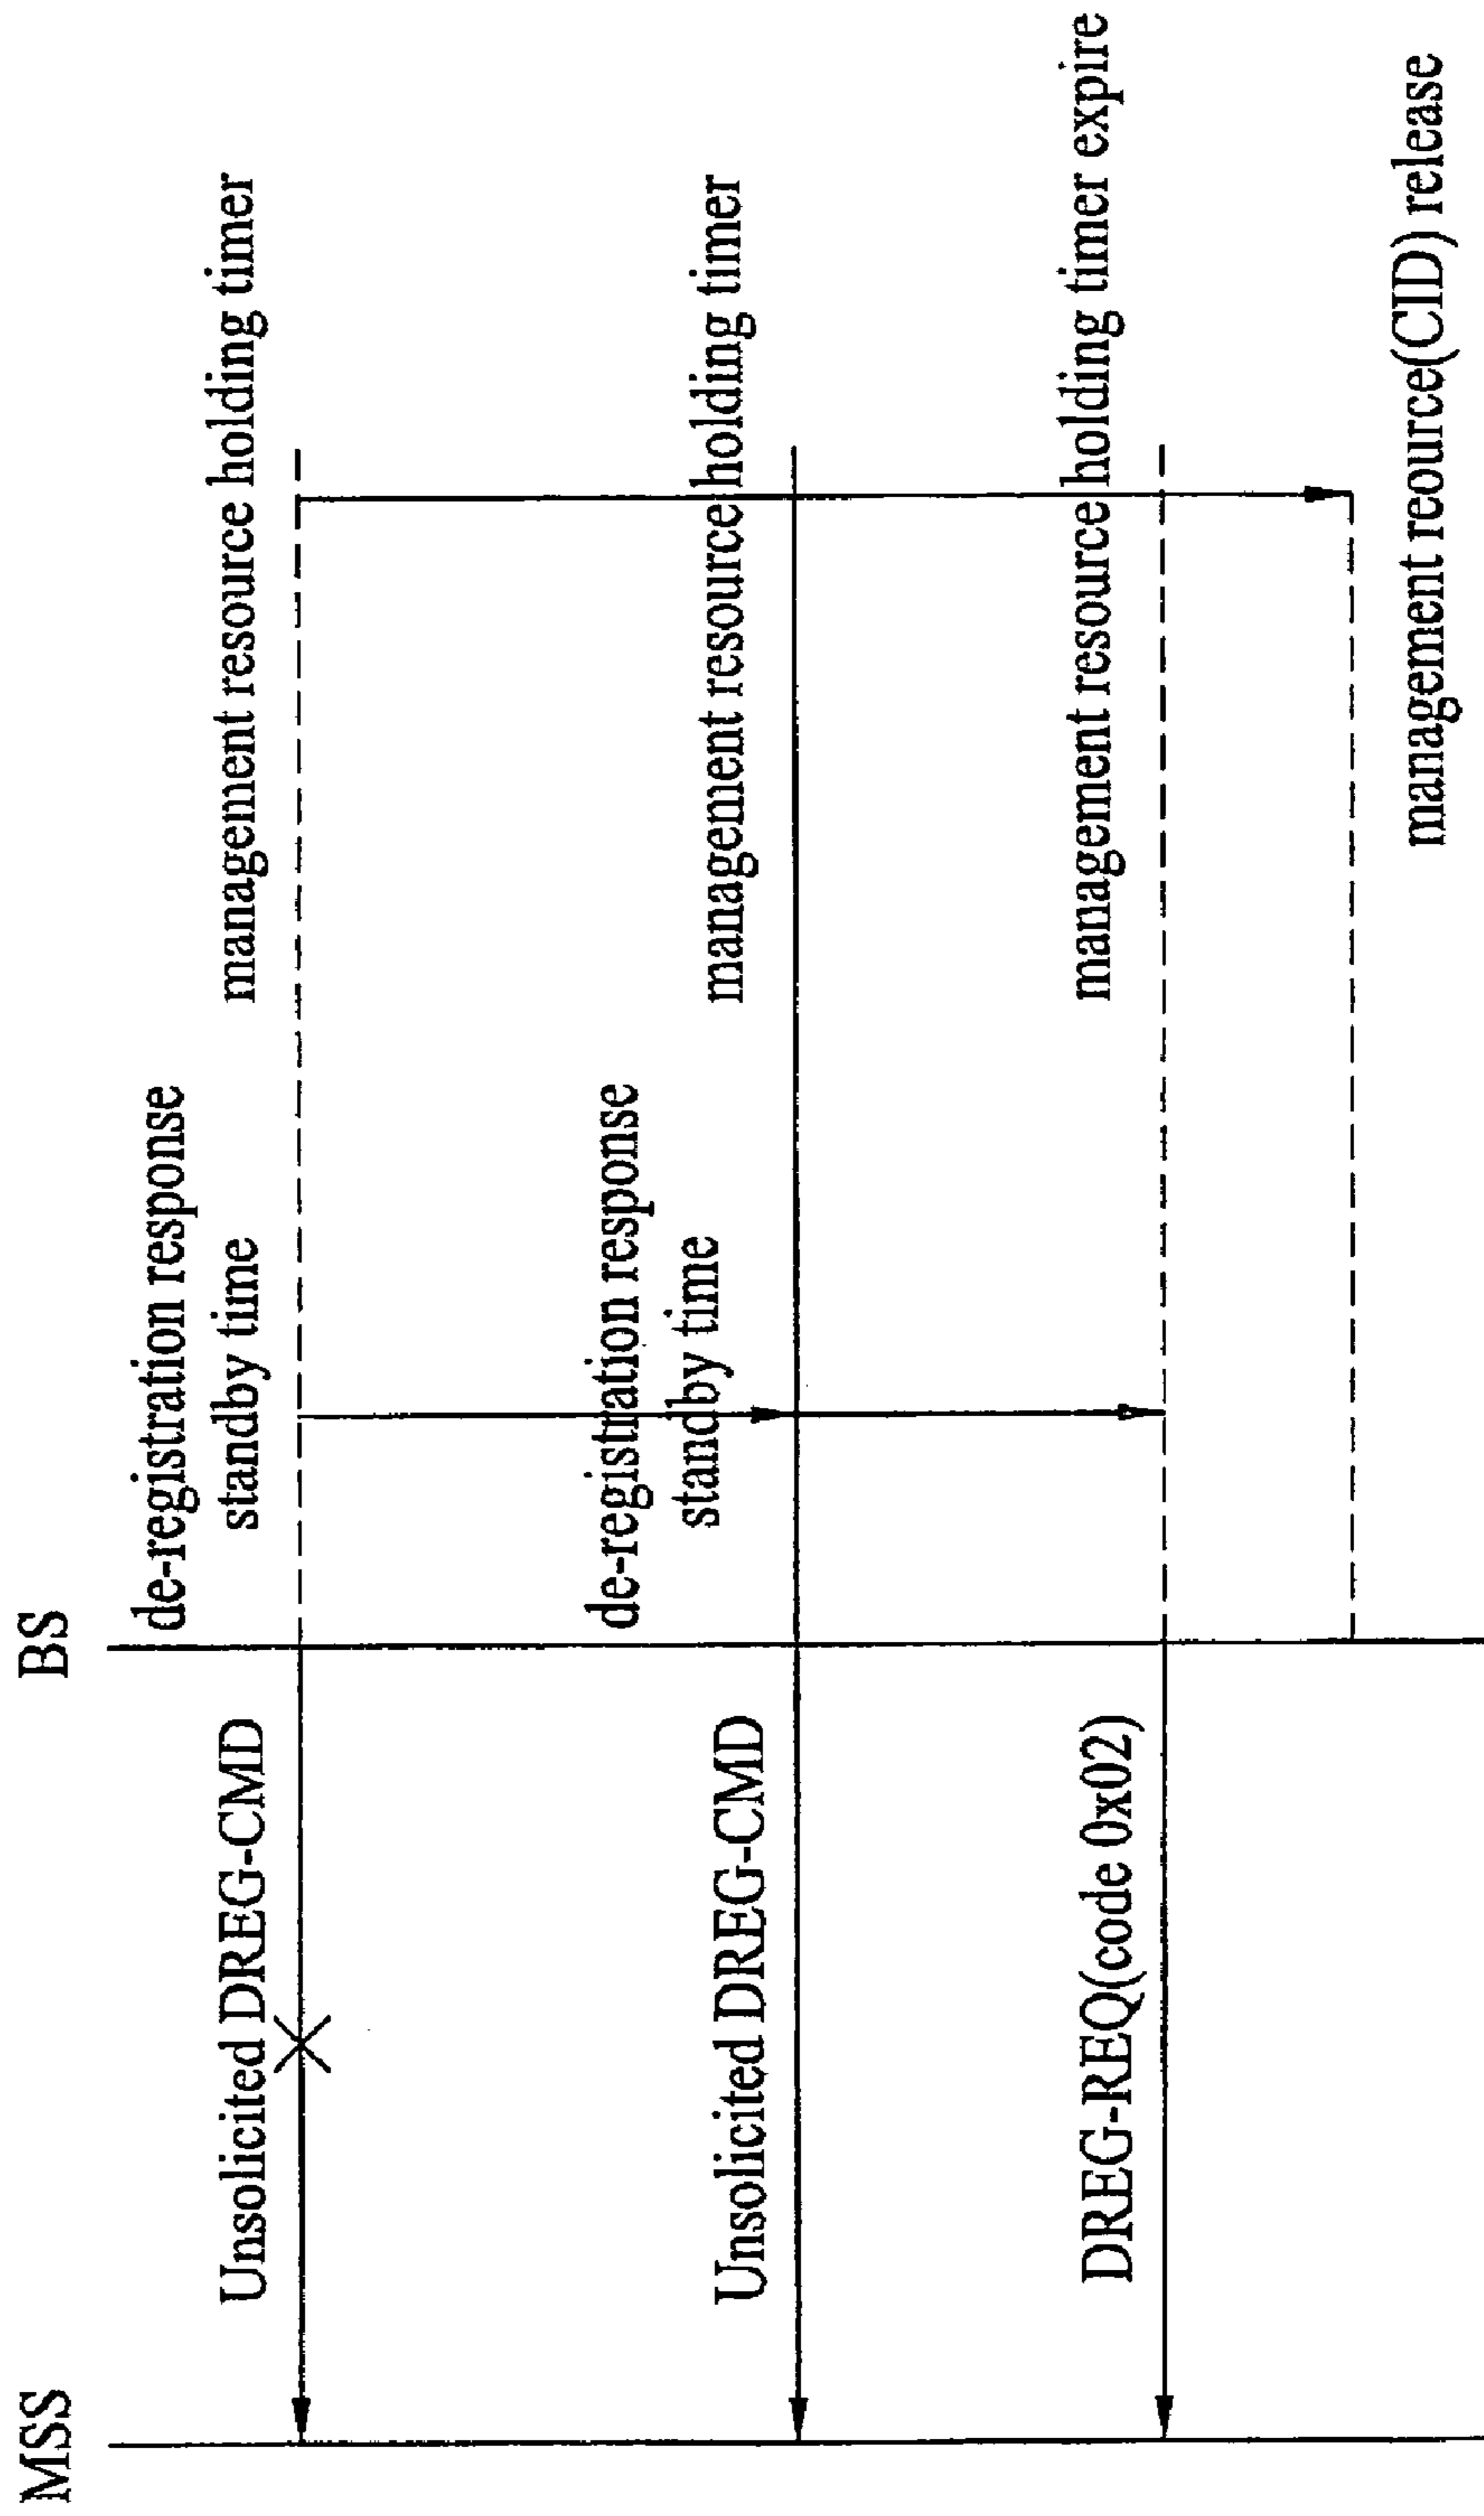 MSS
BS
de-registration response
standby time
management resource holding timer
Unsolicited DREG-CMD
de-registration response
standby time
management resource holding timer
Unsolicited DREG-CMD
management resource holding timer expire
DREG-REQ(code 0x02)
management reource(CID) release